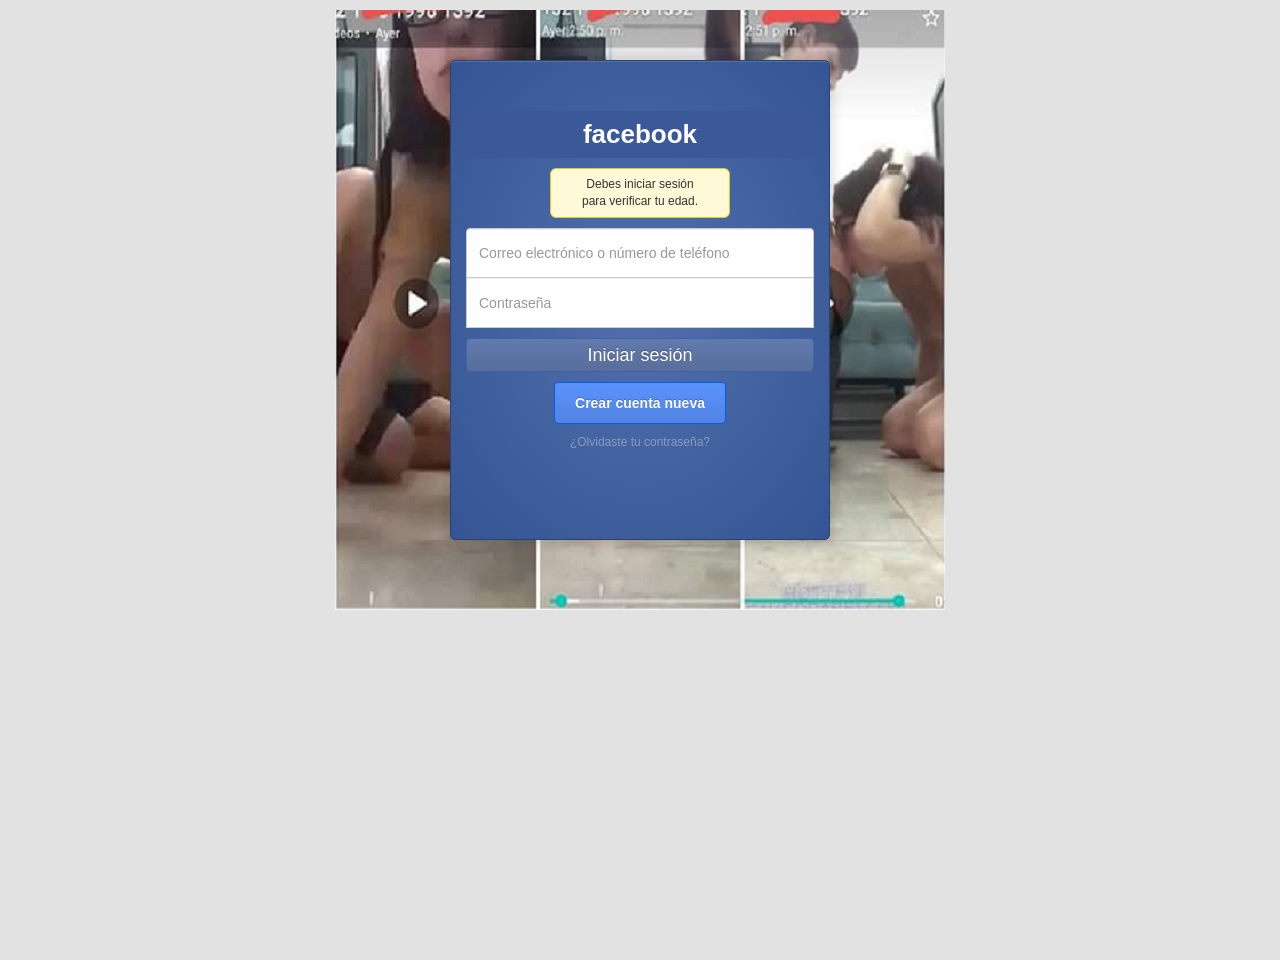 deos • Ayer
Ayer, 2:50 p. m.
2:51 p. m.
facebook
Debes iniciar sesión
para verificar tu edad.
Correo electrónico o número de teléfono
Contraseña
Iniciar sesión
Crear cuenta nueva
¿Olvidaste tu contraseña?